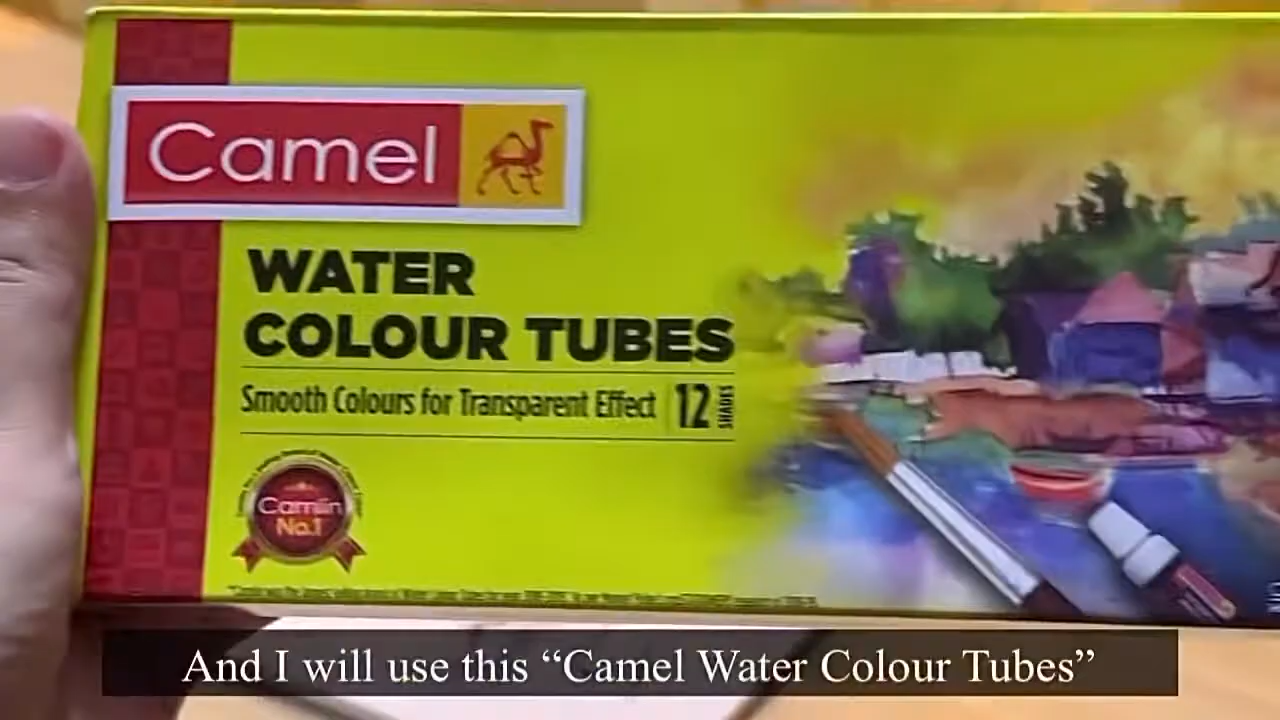 Camel
WATER
COLOUR TUBES
Smooth Colours for Transparent Effect 12 SHADES
Camlin
No.1
And I will use this “Camel Water Colour Tubes”